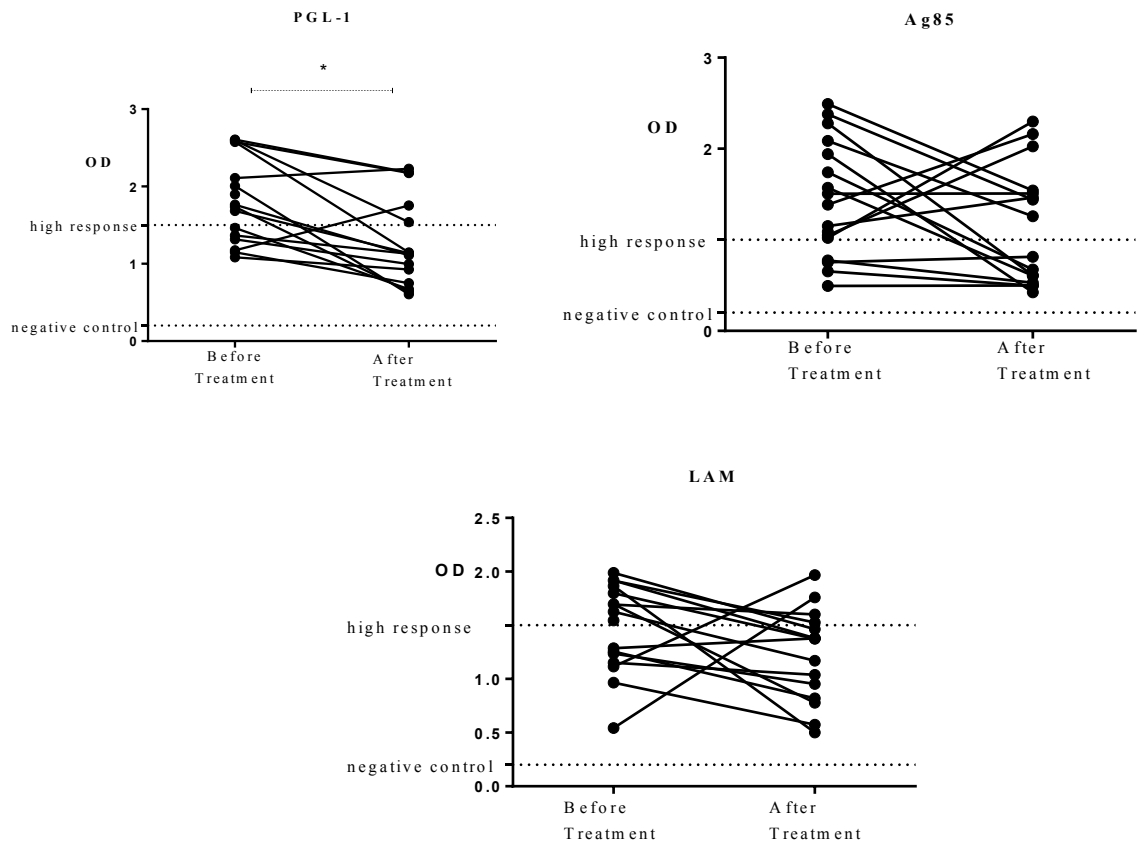 PGL-1
*
3
OD
2
high response
1
negative control
0
Before
Treatment
After
Treatment
Ag85
3
OD
2
high response
1
negative control
0
Before
Treatment
After
Treatment
LAM
2.5
OD 2.0
high response
1.0
0.5
negative control
0.0
Before
Treatment
After
Treatment